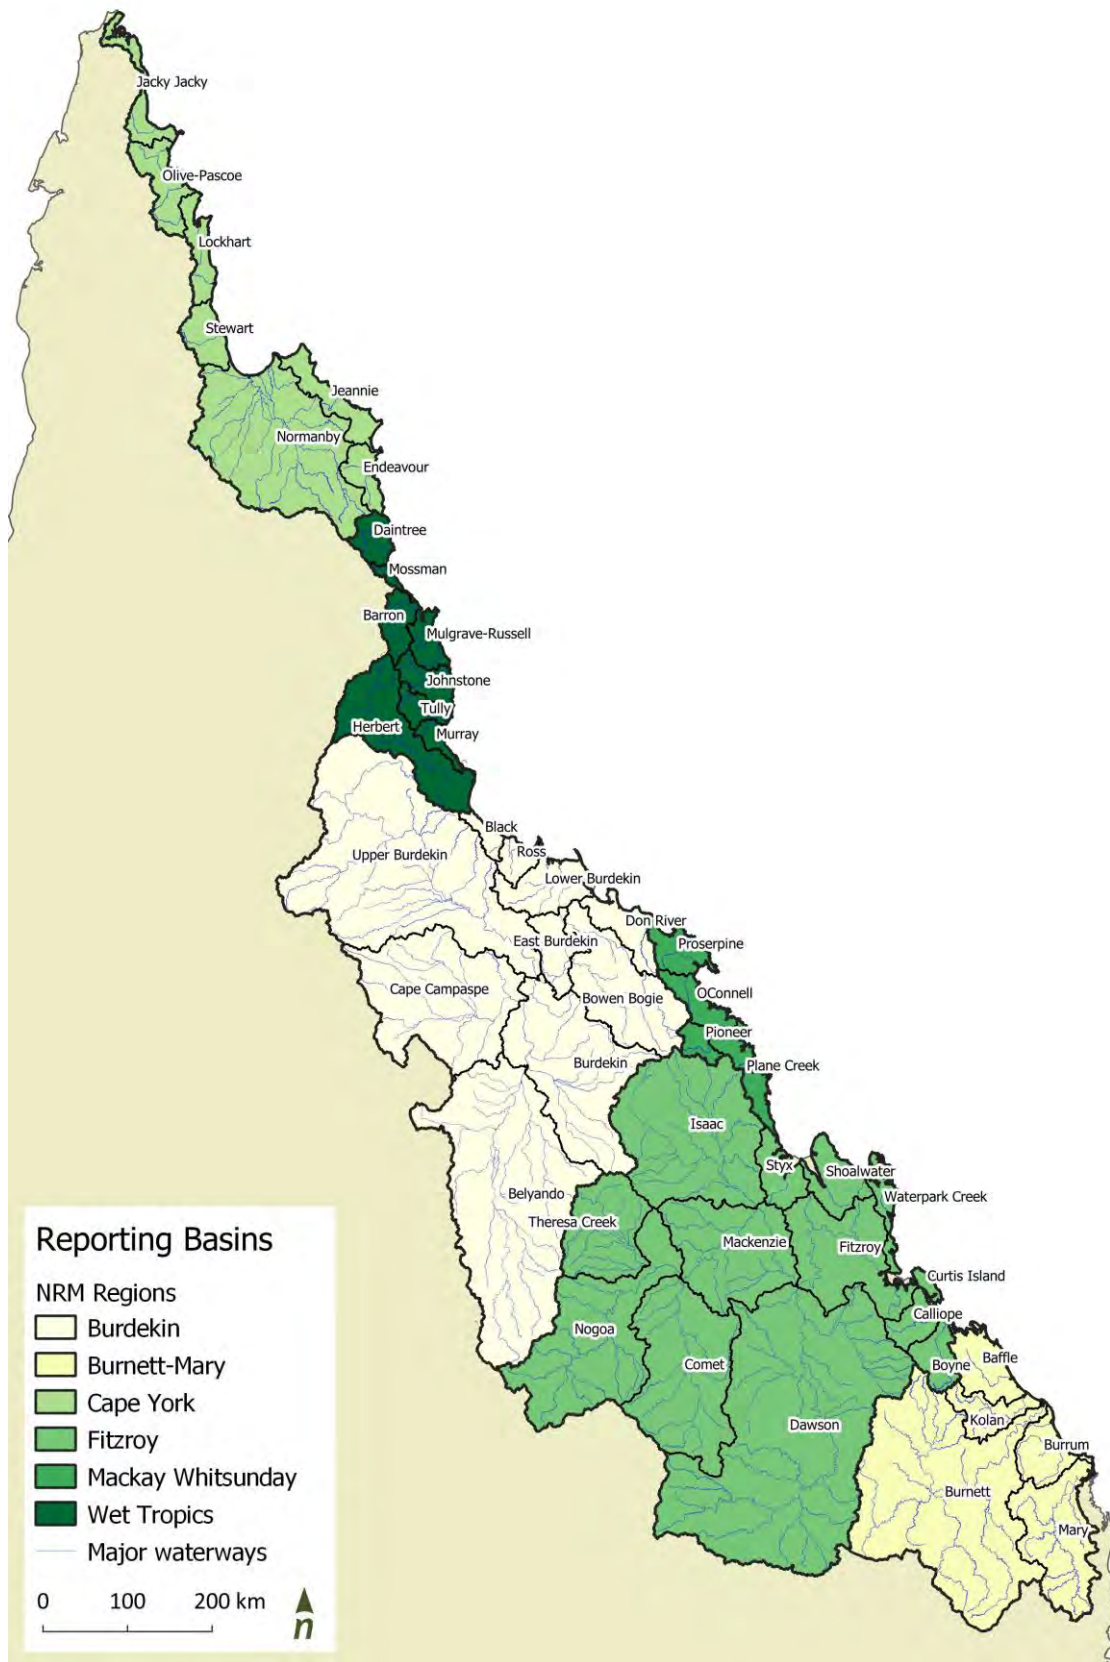 Jacky Jacky
Olive-Pascoe
Lockhart
Stewart
Jeannie
Normanby
Endeavour
Daintree
Mossman
Barron
Mulgrave-Russell
Johnstone
Tully
Herbert
Murray
Black
Ross
Upper Burdekin
Lower Burdekin
Don River
East Burdekin
Proserpine
Cape Campaspe
OConnell
Bowen Bogie
Pioneer
Burdekin
Plane Creek
Isaac
Styx
Shoalwater
Belyando
Waterpark Creek
Theresa Creek
Mackenzie
Fitzroy
Curtis Island
Calliope
Nogoa
Comet
Boyne
Baffle
Dawson
Kolan
Burrum
Burnett
Mary
Reporting Basins
NRM Regions
Burdekin
Burnett-Mary
Cape York
Fitzroy
Mackay Whitsunday
Wet Tropics
Major waterways
0 100 200 km
n